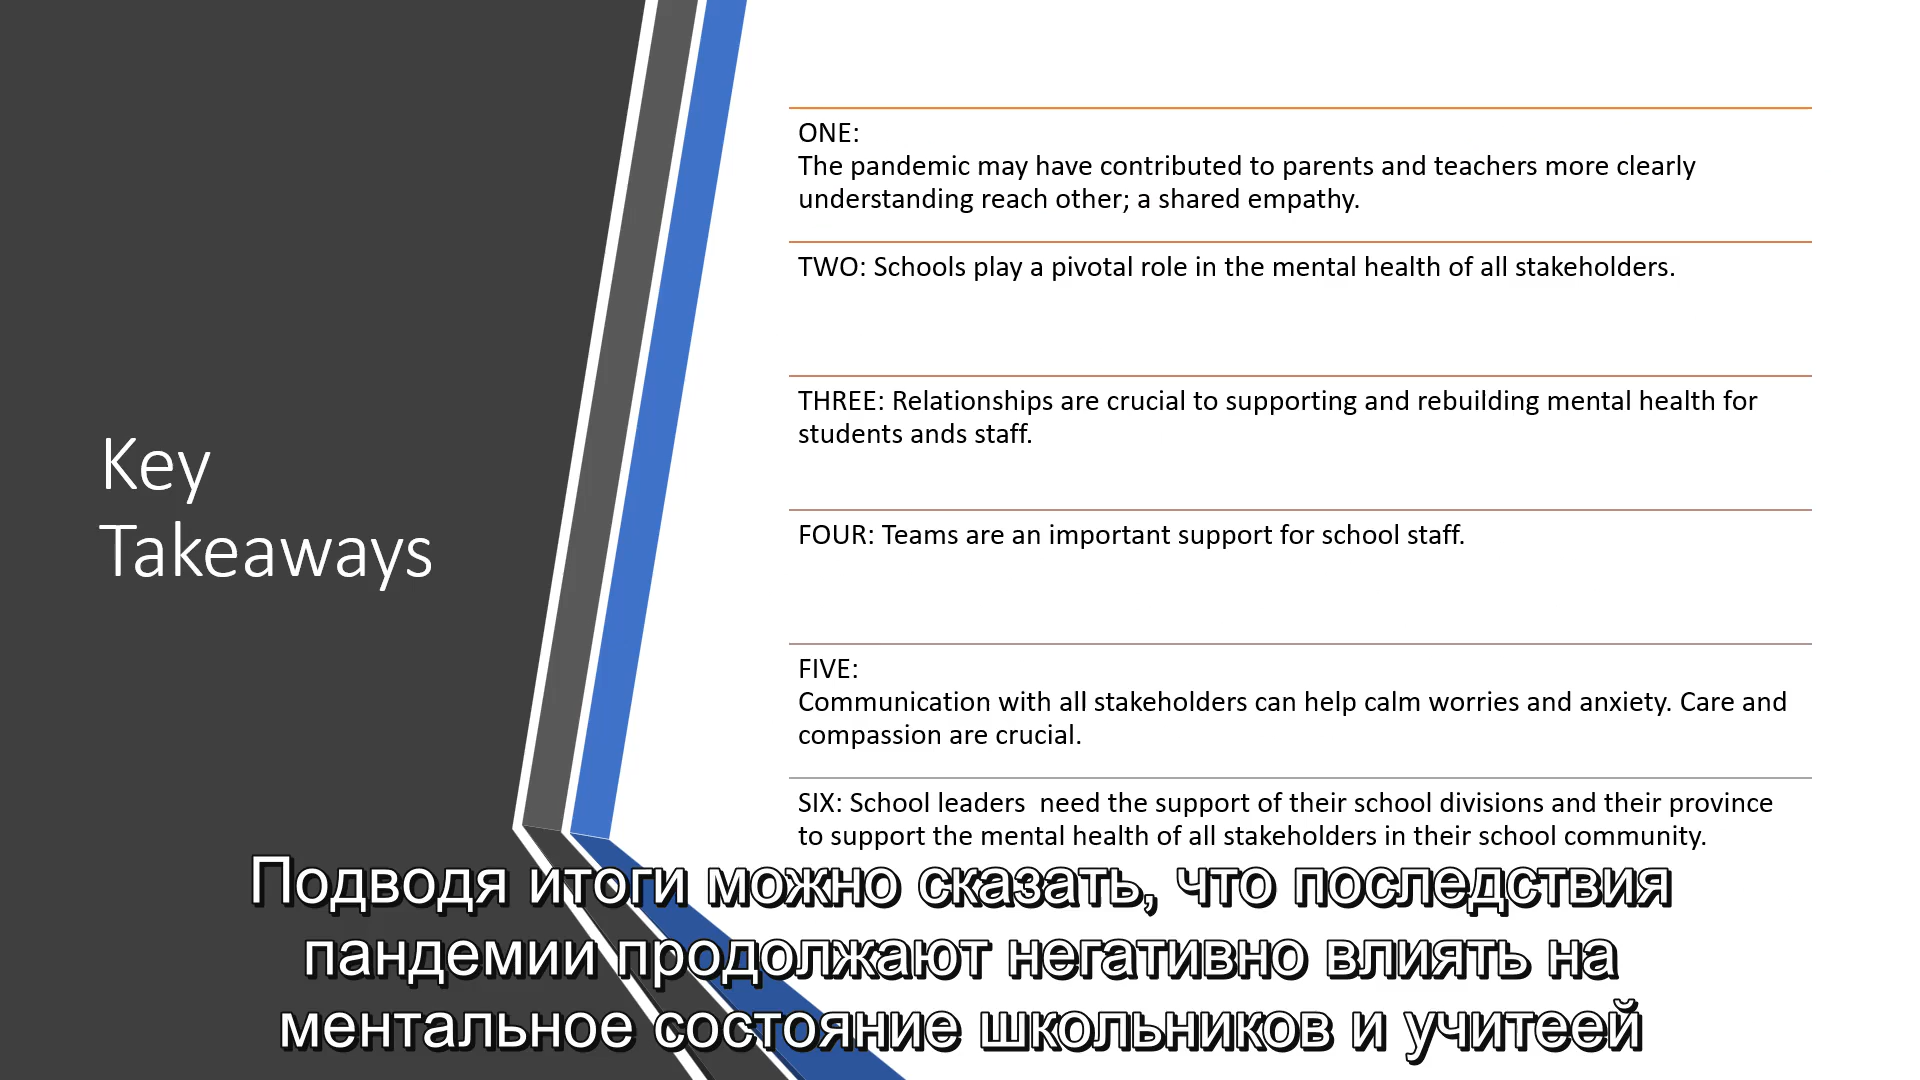 Key
Takeaways
ONE:
The pandemic may have contributed to parents and teachers more clearly
understanding reach other; a shared empathy.
TWO: Schools play a pivotal role in the mental health of all stakeholders.
THREE: Relationships are crucial to supporting and rebuilding mental health for
students ands staff.
FOUR: Teams are an important support for school staff.
FIVE:
Communication with all stakeholders can help calm worries and anxiety. Care and
compassion are crucial.
SIX: School leaders  need the support of their school divisions and their province
to support the mental health of all stakeholders in their school community.
Подводя итоги можно сказать, что последствия
пандемии продолжают негативно влиять на
ментальное состояние школьников и учитеей